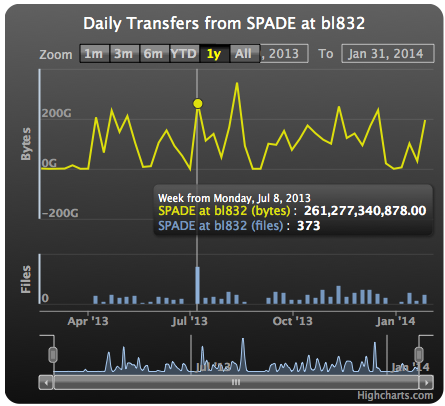 Daily Transfers from SPADE at bl832
Zoom 1m 3m 6m YTD 1y All , 2013 To Jan 31, 2014
Bytes
200G
0G
-200G
Week from Monday, Jul 8, 2013
SPADE at bl832 (bytes) : 261,277,340,878.00
SPADE at bl832 (files) : 373
Files
0
Apr '13 Jul '13 Oct '13 Jan '14
Jul '13 Jan '14
Highcharts.com